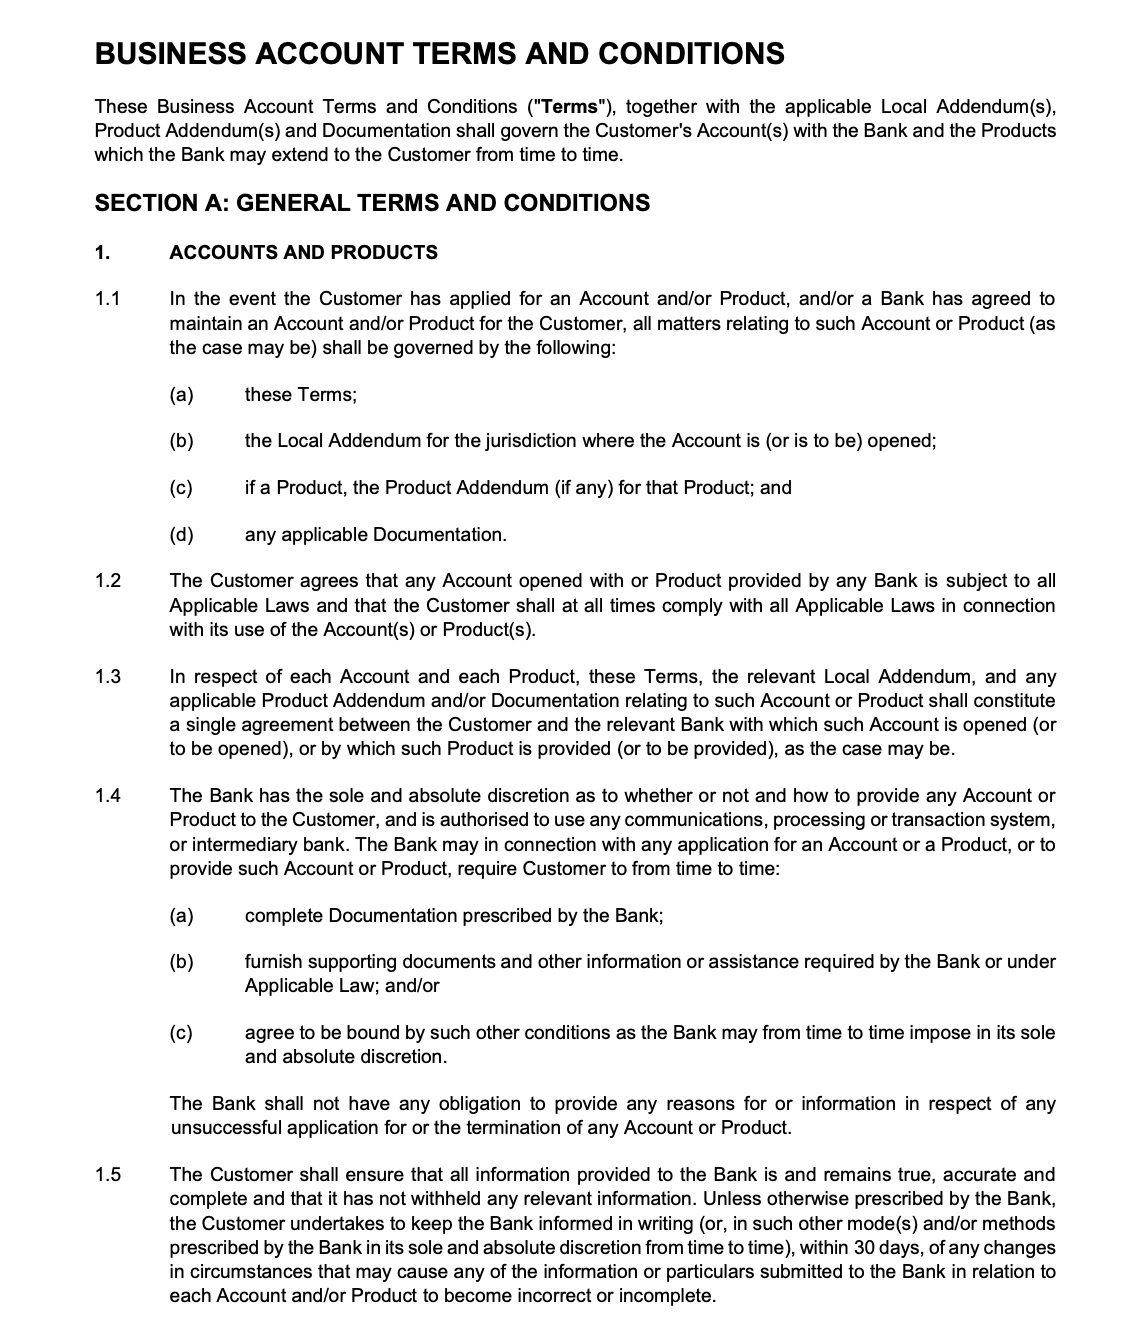 BUSINESS ACCOUNT TERMS AND CONDITIONS
These Business Account Terms and Conditions ("Terms"), together with the applicable Local Addendum(s),
Product Addendum(s) and Documentation shall govern the Customer's Account(s) with the Bank and the Products
which the Bank may extend to the Customer from time to time.
SECTION A: GENERAL TERMS AND CONDITIONS
1. ACCOUNTS AND PRODUCTS
1.1 In the event the Customer has applied for an Account and/or Product, and/or a Bank has agreed to
maintain an Account and/or Product for the Customer, all matters relating to such Account or Product (as
the case may be) shall be governed by the following:
(a) these Terms;
(b) the Local Addendum for the jurisdiction where the Account is (or is to be) opened;
(c) if a Product, the Product Addendum (if any) for that Product; and
(d) any applicable Documentation.
1.2 The Customer agrees that any Account opened with or Product provided by any Bank is subject to all
Applicable Laws and that the Customer shall at all times comply with all Applicable Laws in connection
with its use of the Account(s) or Product(s).
1.3 In respect of each Account and each Product, these Terms, the relevant Local Addendum, and any
applicable Product Addendum and/or Documentation relating to such Account or Product shall constitute
a single agreement between the Customer and the relevant Bank with which such Account is opened (or
to be opened), or by which such Product is provided (or to be provided), as the case may be.
1.4 The Bank has the sole and absolute discretion as to whether or not and how to provide any Account or
Product to the Customer, and is authorised to use any communications, processing or transaction system,
or intermediary bank. The Bank may in connection with any application for an Account or a Product, or to
provide such Account or Product, require Customer to from time to time:
(a) complete Documentation prescribed by the Bank;
(b) furnish supporting documents and other information or assistance required by the Bank or under
Applicable Law; and/or
(c) agree to be bound by such other conditions as the Bank may from time to time impose in its sole
and absolute discretion.
The Bank shall not have any obligation to provide any reasons for or information in respect of any
unsuccessful application for or the termination of any Account or Product.
1.5 The Customer shall ensure that all information provided to the Bank is and remains true, accurate and
complete and that it has not withheld any relevant information. Unless otherwise prescribed by the Bank,
the Customer undertakes to keep the Bank informed in writing (or, in such other mode(s) and/or methods
prescribed by the Bank in its sole and absolute discretion from time to time), within 30 days, of any changes
in circumstances that may cause any of the information or particulars submitted to the Bank in relation to
each Account and/or Product to become incorrect or incomplete.